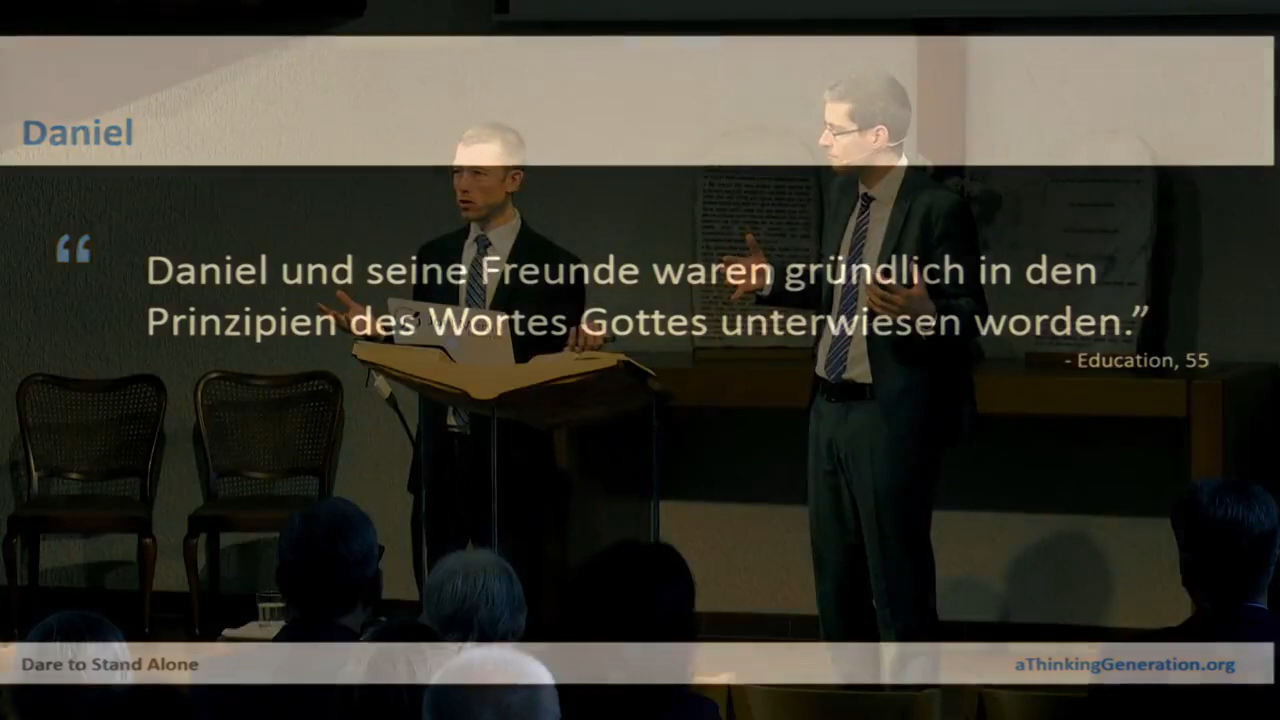 Daniel
“
Daniel und seine Freunde waren gründlich in den
Prinzipien des Wortes Gottes unterwiesen worden.”
- Education, 55
Dare to Stand Alone
aThinkingGeneration.org